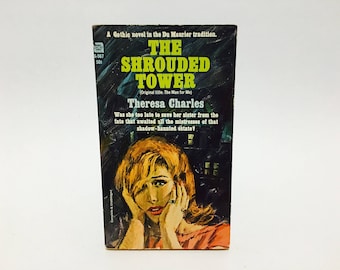 A Gothic novel in the Du Maurier tradition.
THE
SHROUDED
TOWER
(Original title: The Man for Me)
Theresa Charles
Was she too late to save her sister from the
fate that awaited all the mistresses of that
shadow-haunted estate?